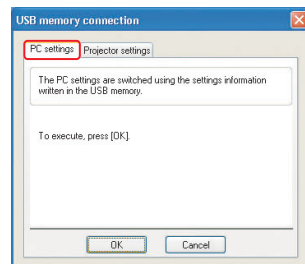 USB memory connection
PC settings Projector settings
The PC settings are switched using the settings information
written in the USB memory.
To execute, press [OK].
OK Cancel